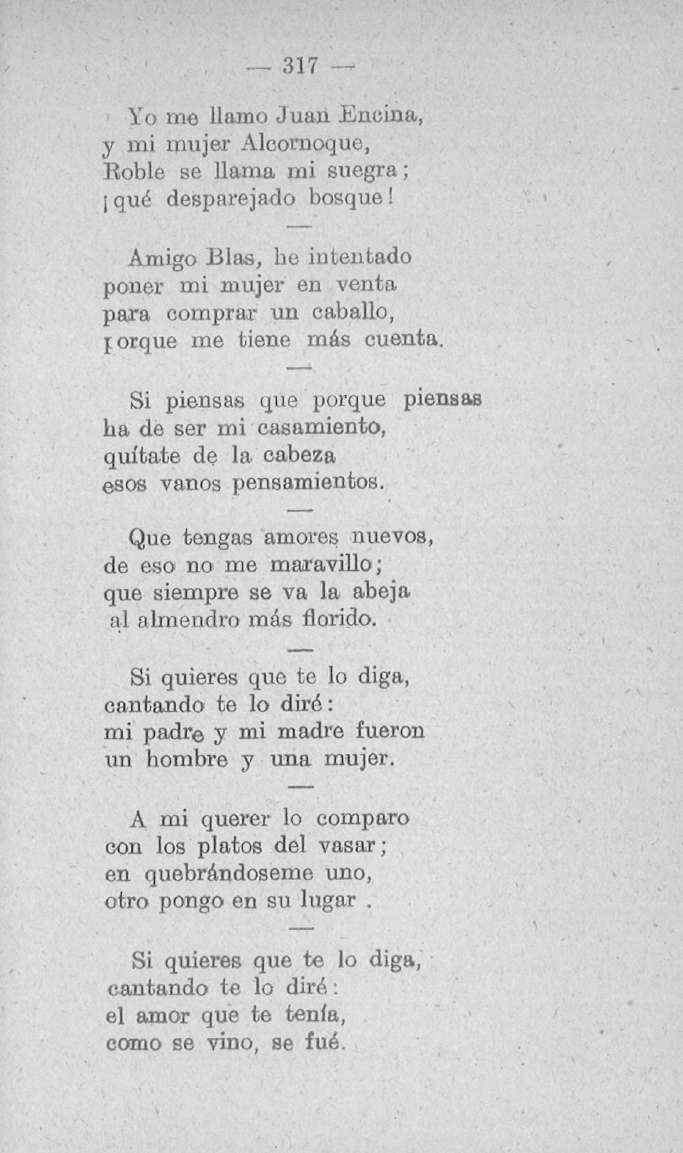 — 317 —
Yo me llamo Juan Encina,
y mi mujer Alcornoque,
Roble se llama mi suegra;
¡qué desparejado bosque!
—
Amigo Blas, he intentado
poner mi mujer en venta
para comprar un caballo,
porque me tiene más cuenta.
—
Si piensas que porque piensas
ha de ser mi casamiento,
quítate de la cabeza
esos vanos pensamientos.
—
Que tengas amores nuevos,
de eso no me maravillo;
que siempre se va la abeja
al almendro más florido.
—
Si quieres que te lo diga,
cantando te lo diré:
mi padre y mi madre fueron
un hombre y una mujer.
—
A mi querer lo comparo
con los platos del vasar;
en quebrándoseme uno,
otro pongo en su lugar.
—
Si quieres que te lo diga,
cantando te lo diré:
el amor que te tenía,
como se vino, se fué.